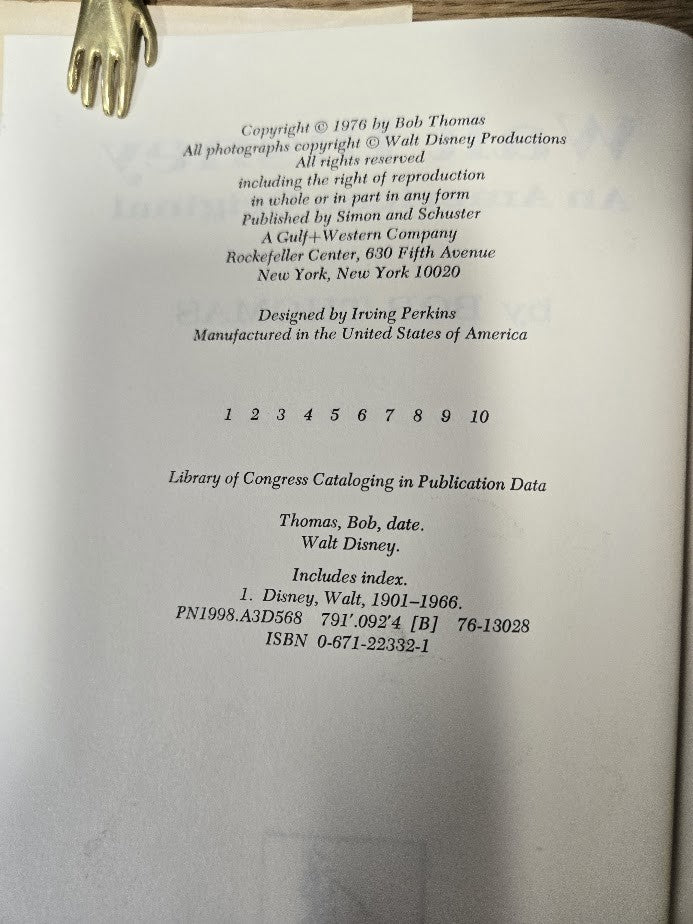 Copyright © 1976 by Bob Thomas
All photographs copyright © Walt Disney Productions
All rights reserved
including the right of reproduction
in whole or in part in any form
Published by Simon and Schuster
A Gulf+Western Company
Rockefeller Center, 630 Fifth Avenue
New York, New York 10020
Designed by Irving Perkins
Manufactured in the United States of America
1 2 3 4 5 6 7 8 9 10
Library of Congress Cataloging in Publication Data
Thomas, Bob, date.
Walt Disney.
Includes index.
1. Disney, Walt, 1901–1966.
PN1998.A3D568 791'.092'4 [B] 76-13028
ISBN 0-671-22332-1